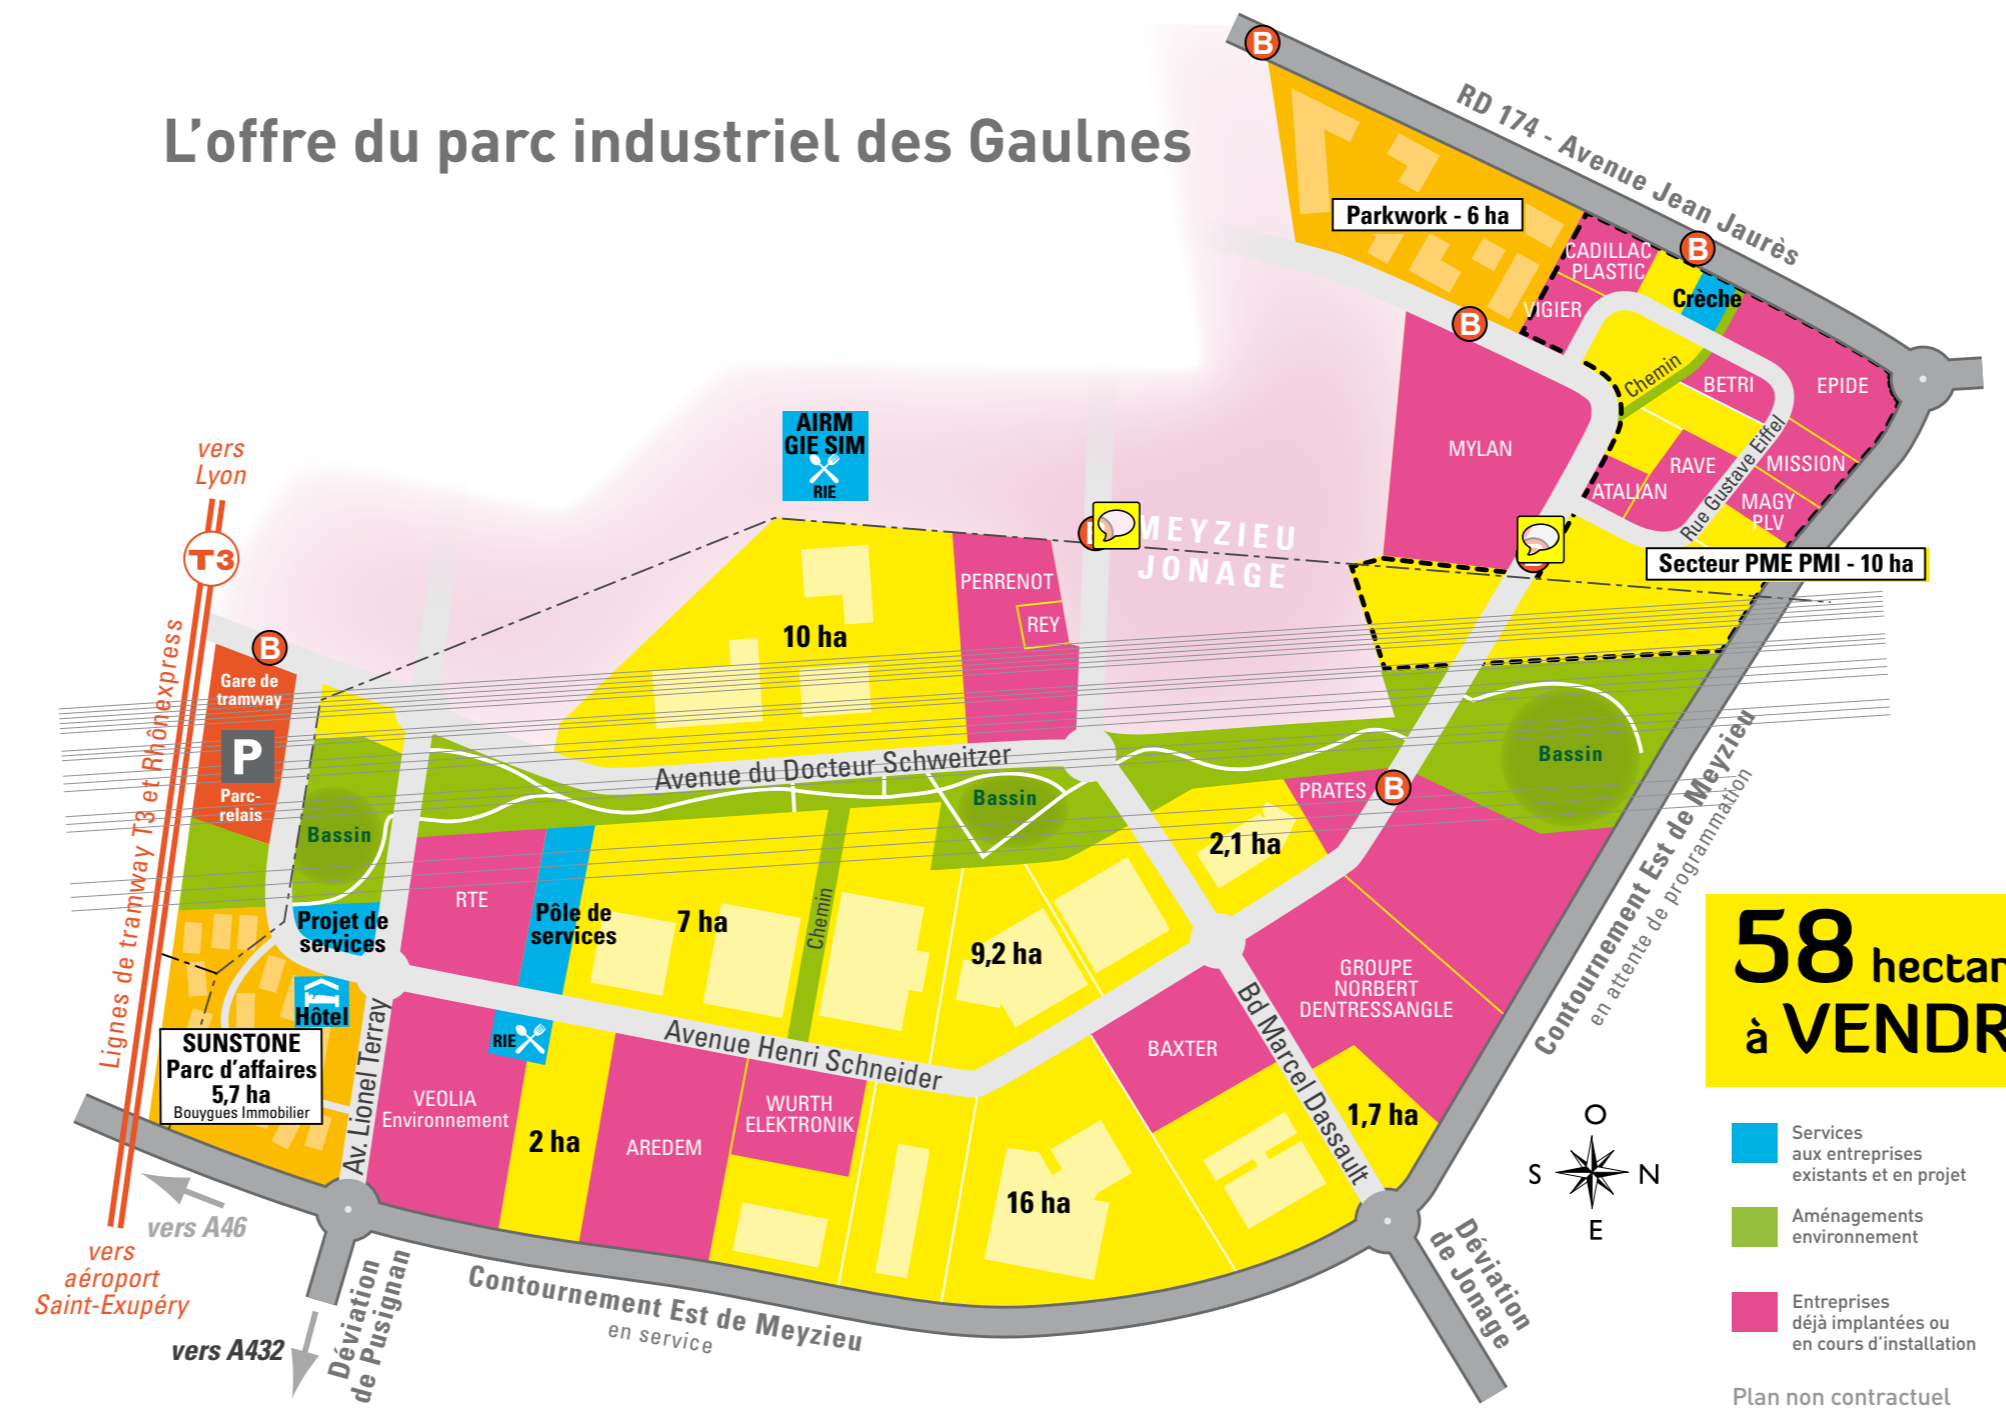 L'offre du parc industriel des Gaulnes
B
RD 174 - Avenue Jean Jaurès
Parkwork - 6 ha
B
CADILLAC
PLASTIC
Crèche
VIGIER
B
Chemin
BETRI
EPIDE
MYLAN
RAVE
MISSION
ATALIAN
MAGY
PLV
Rue Gustave Eiffel
Secteur PME PMI - 10 ha
AIRM
GIE SIM
RIE
MEYZIEU
JONAGE
vers
Lyon
T3
Lignes de tramway T3 et Rhônexpress
B
Gare de
tramway
P
Parc-
relais
Bassin
10 ha
PERRENOT
REY
Avenue du Docteur Schweitzer
Bassin
Bassin
PRATES
B
2,1 ha
Contournement Est de Meyzieu
en attente de programmation
RTE
Pôle de
services
7 ha
Chemin
9,2 ha
Projet de
services
Hôtel
SUNSTONE
Parc d'affaires
5,7 ha
Bouygues Immobilier
Av. Lionel Terray
RIE
Avenue Henri Schneider
VEOLIA
Environnement
2 ha
AREDEM
WURTH
ELEKTRONIK
BAXTER
Bd Marcel Dassault
GROUPE
NORBERT
DENTRESSANGLE
1,7 ha
16 ha
vers A46
vers
aéroport
Saint-Exupéry
vers A432
Déviation
de Pusignan
Contournement Est de Meyzieu
en service
Déviation
de Jonage
58 hectar
à VENDR
O
S N
E
Services
aux entreprises
existants et en projet
Aménagements
environnement
Entreprises
déjà implantées ou
en cours d'installation
Plan non contractuel